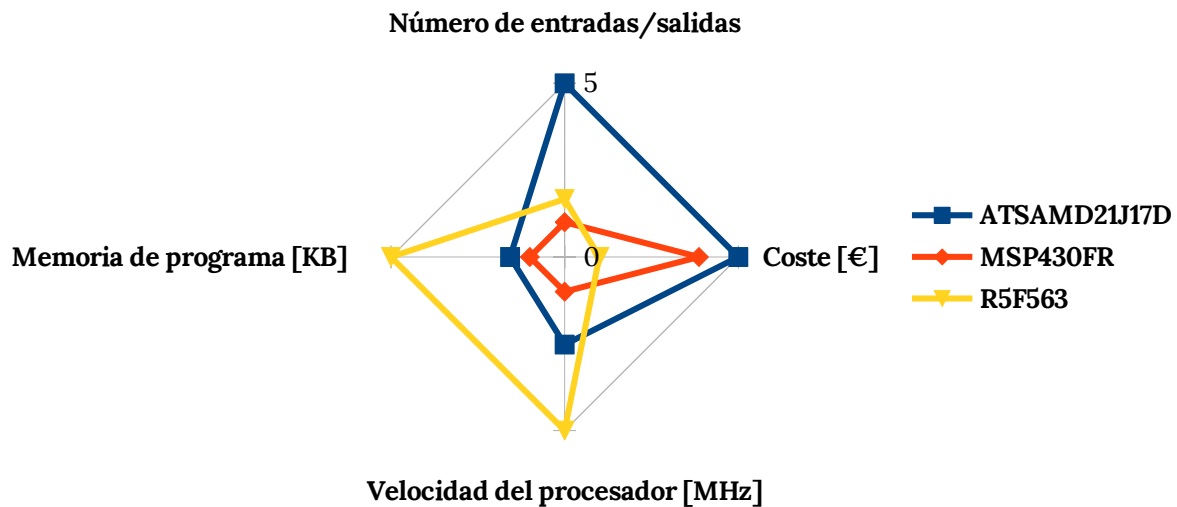 Número de entradas/salidas
5
Memoria de programa [KB]
0
Coste [€]
Velocidad del procesador [MHz]
ATSAMD21J17D
MSP430FR
R5F563